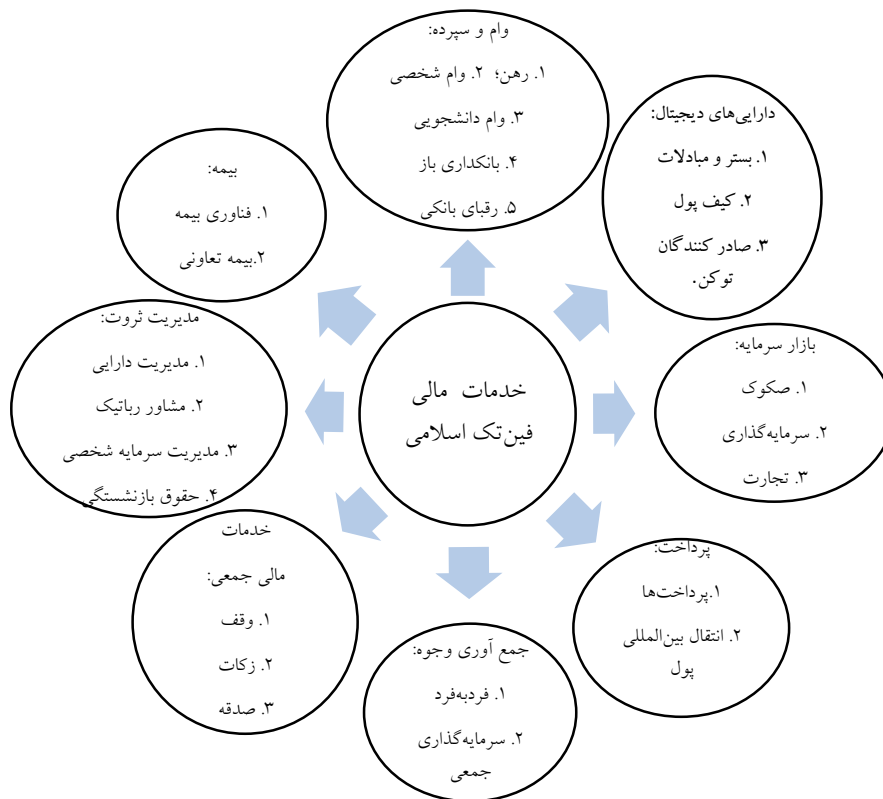 وام و سپرده:
۱. رهن؛ ۲. وام شخصی
۳. وام دانشجویی
۴. بانکداری باز
۵. رقبای بانکی
دارایی‌های دیجیتال:
۱. بستر و مبادلات
۲. کیف پول
۳. صادر کنندگان
توکن.
بازار سرمایه:
۱. صکوک
۲. سرمایه‌گذاری
۳. تجارت
پرداخت:
۱.پرداخت‌ها
۲. انتقال بین‌المللی
پول
جمع آوری وجوه:
۱. فردبه‌فرد
۲. سرمایه‌گذاری
جمعی
خدمات
مالی جمعی:
۱. وقف
۲. زکات
۳. صدقه
مدیریت ثروت:
۱. مدیریت دارایی
۲. مشاور رباتیک
۳. مدیریت سرمایه شخصی
۴. حقوق بازنشستگی
بیمه:
۱. فناوری بیمه
۲.بیمه تعاونی
خدمات مالی
فین‌تک اسلامی